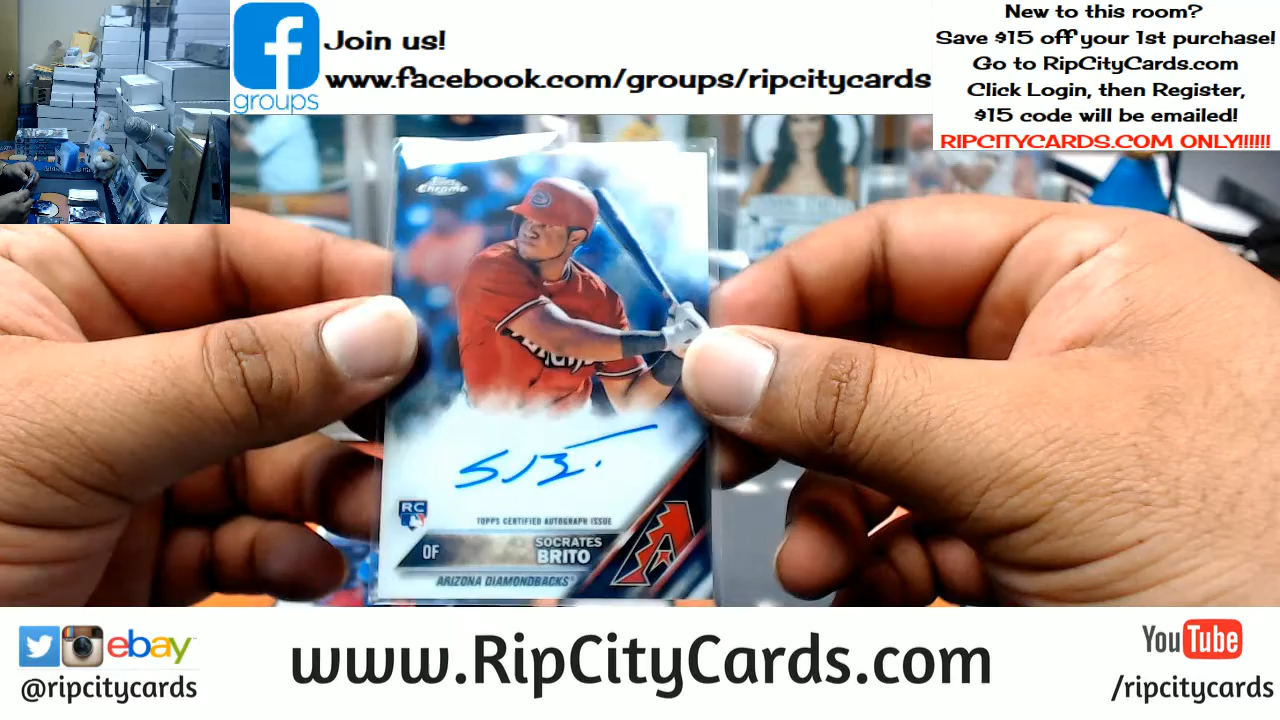 groups
Join us!
www.facebook.com/groups/ripcitycards
New to this room?
Save $15 off your 1st purchase!
Go to RipCityCards.com
Click Login, then Register,
$15 code will be emailed!
RIPCITYCARDS.COM ONLY!!!!!!
Topps
Chrome
RC
TOPPS CERTIFIED AUTOGRAPH ISSUE
OF
SOCRATES
BRITO
ARIZONA DIAMONDBACKS
ebay
@ripcitycards
www.RipCityCards.com
YouTube
/ripcitycards